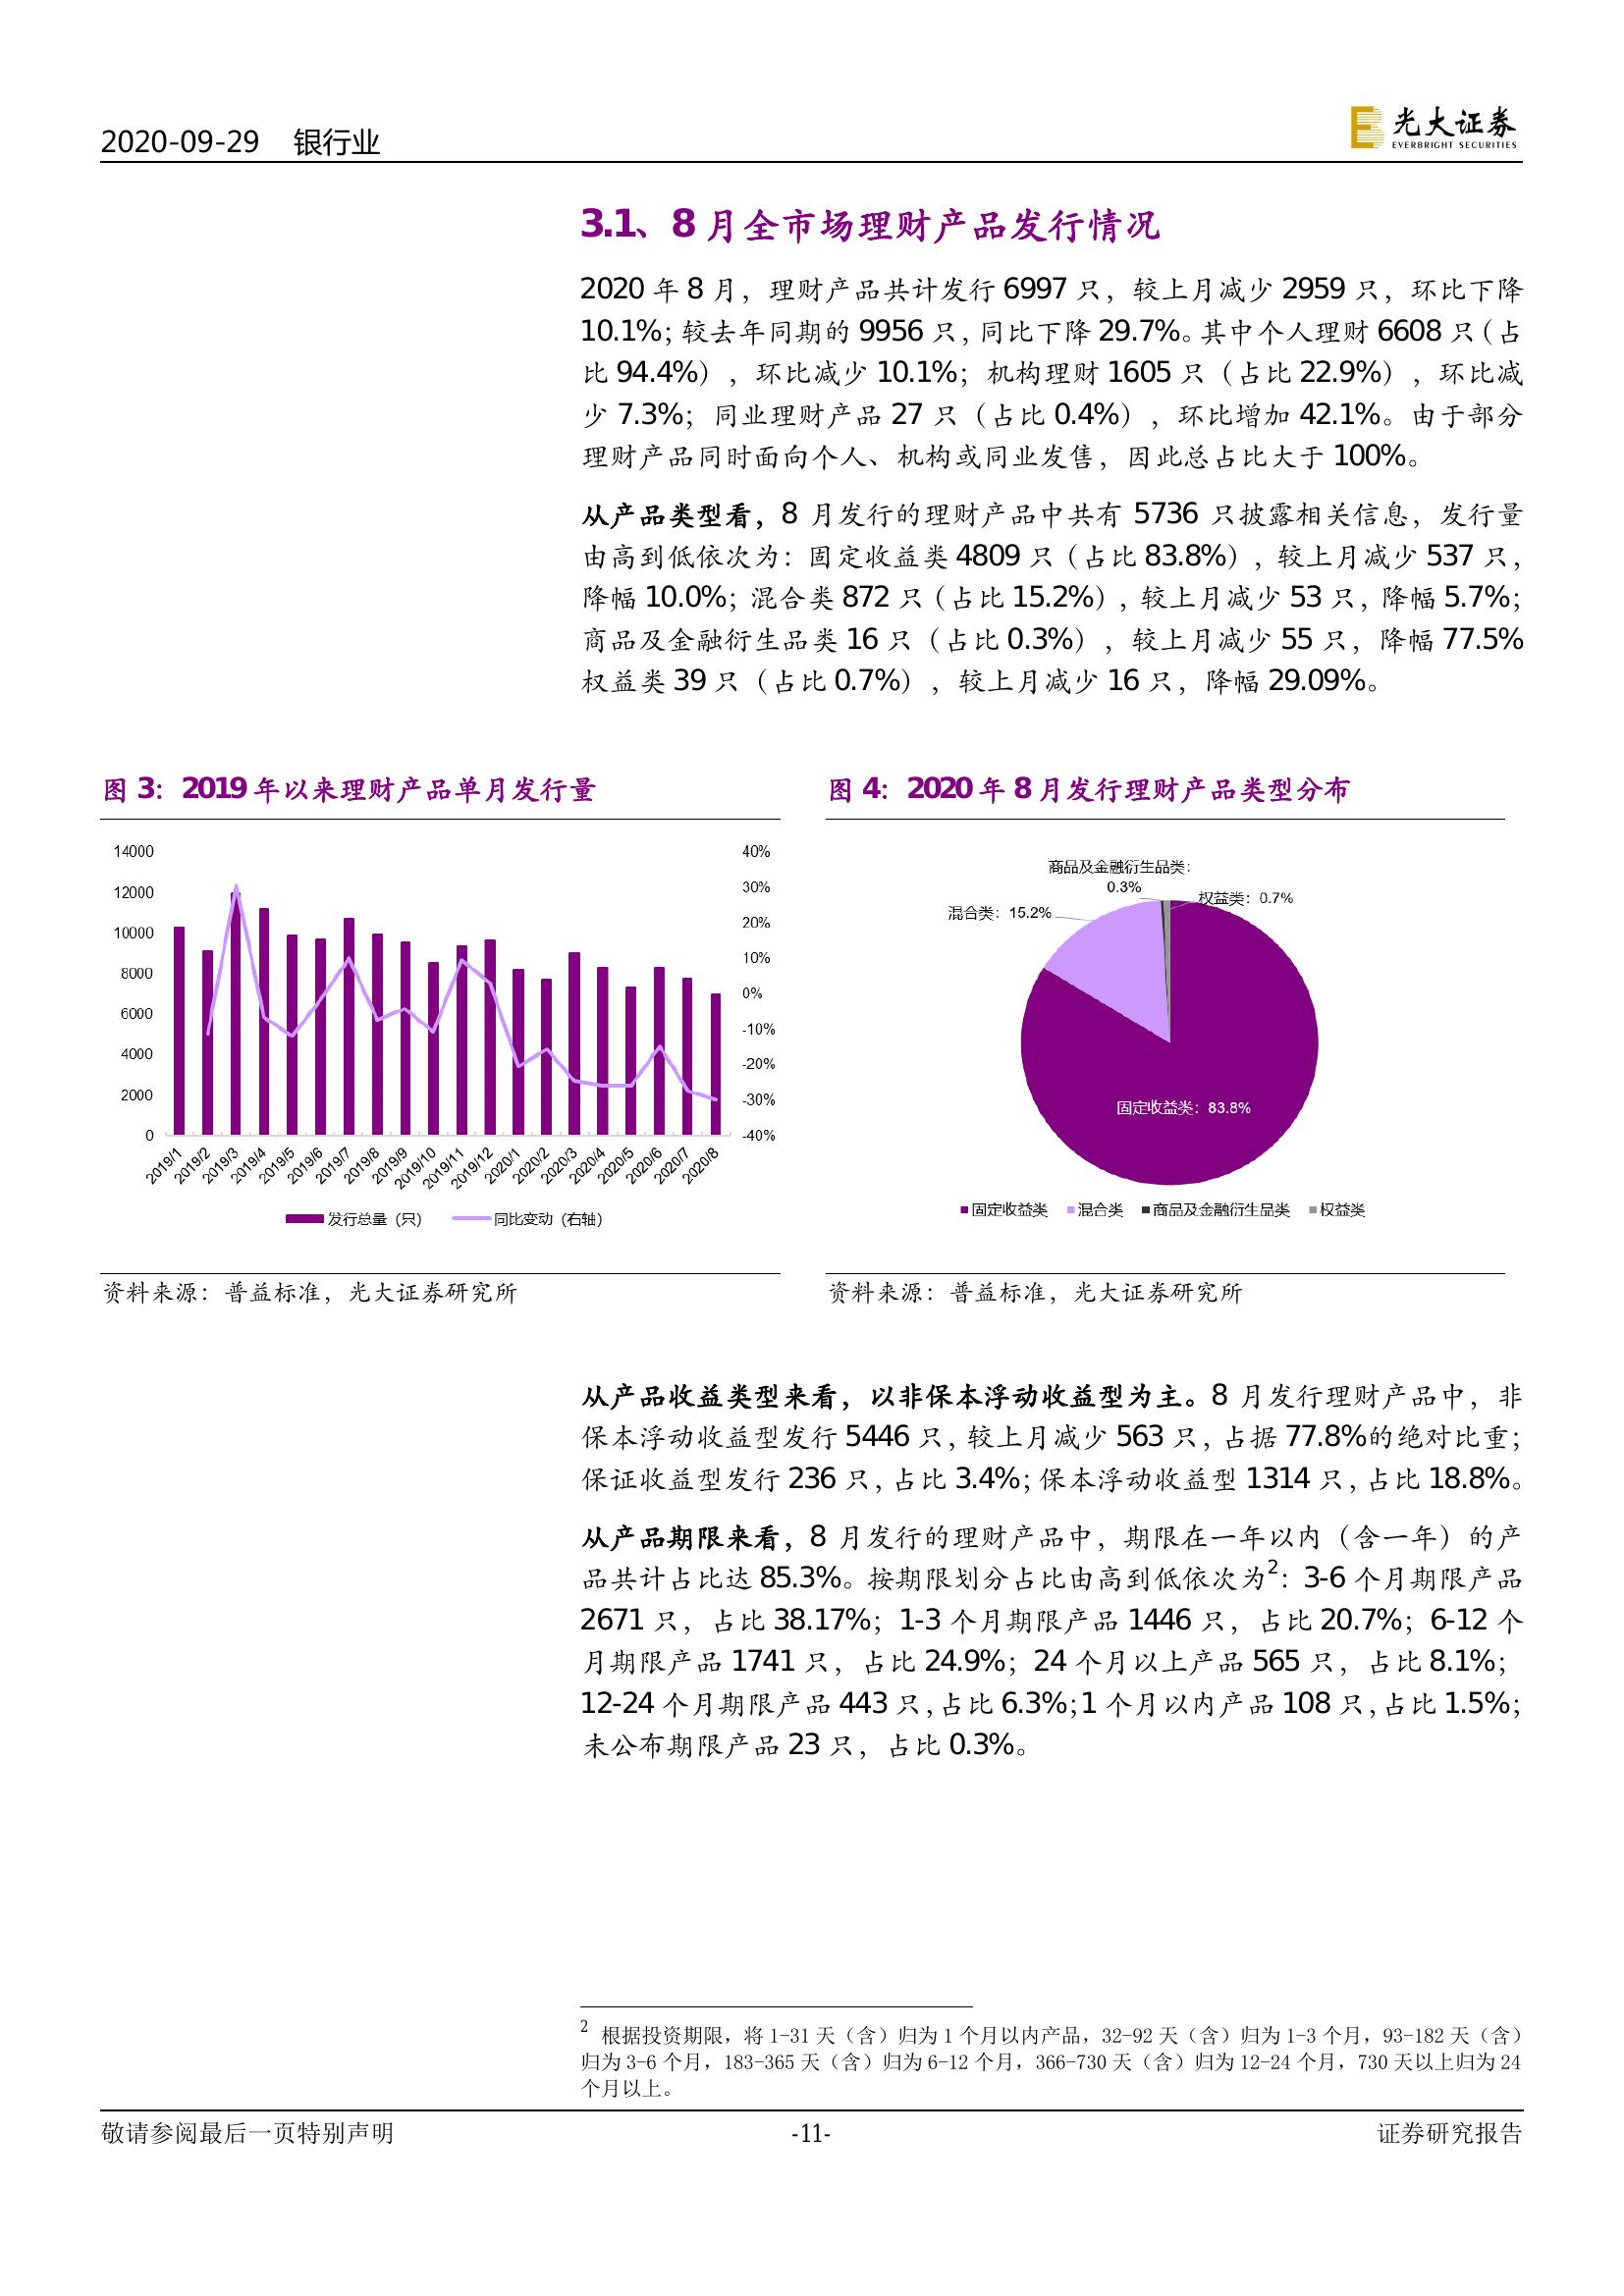 2020-09-29 银行业
光大证券
EVERBRIGHT SECURITIES
3.1、8 月全市场理财产品发行情况
2020 年 8 月，理财产品共计发行 6997 只，较上月减少 2959 只，环比下降
10.1%；较去年同期的 9956 只，同比下降 29.7%。其中个人理财 6608 只（占
比 94.4%），环比减少 10.1%；机构理财 1605 只（占比 22.9%），环比减
少 7.3%；同业理财产品 27 只（占比 0.4%），环比增加 42.1%。由于部分
理财产品同时面向个人、机构或同业发售，因此总占比大于 100%。
从产品类型看，8 月发行的理财产品中共有 5736 只披露相关信息，发行量
由高到低依次为：固定收益类 4809 只（占比 83.8%），较上月减少 537 只，
降幅 10.0%；混合类 872 只（占比 15.2%），较上月减少 53 只，降幅 5.7%；
商品及金融衍生品类 16 只（占比 0.3%），较上月减少 55 只，降幅 77.5%
权益类 39 只（占比 0.7%），较上月减少 16 只，降幅 29.09%。
图 3：2019 年以来理财产品单月发行量
14000
12000
10000
8000
6000
4000
2000
0
40%
30%
20%
10%
0%
-10%
-20%
-30%
-40%
2019/1 2019/2 2019/3 2019/4 2019/5 2019/6 2019/7 2019/8 2019/9 2019/10 2019/11 2019/12 2020/1 2020/2 2020/3 2020/4 2020/5 2020/6 2020/7 2020/8
发行总量（只） 同比变动（右轴）
资料来源：普益标准，光大证券研究所
图 4：2020 年 8 月发行理财产品类型分布
商品及金融衍生品类：
0.3%
权益类：0.7%
混合类：15.2%
固定收益类：83.8%
固定收益类 混合类 商品及金融衍生品类 权益类
资料来源：普益标准，光大证券研究所
从产品收益类型来看，以非保本浮动收益型为主。8 月发行理财产品中，非
保本浮动收益型发行 5446 只，较上月减少 563 只，占据 77.8%的绝对比重；
保证收益型发行 236 只，占比 3.4%；保本浮动收益型 1314 只，占比 18.8%。
从产品期限来看，8 月发行的理财产品中，期限在一年以内（含一年）的产
品共计占比达 85.3%。按期限划分占比由高到低依次为2：3-6 个月期限产品
2671 只，占比 38.17%；1-3 个月期限产品 1446 只，占比 20.7%；6-12 个
月期限产品 1741 只，占比 24.9%；24 个月以上产品 565 只，占比 8.1%；
12-24 个月期限产品 443 只，占比 6.3%；1 个月以内产品 108 只，占比 1.5%；
未公布期限产品 23 只，占比 0.3%。
2 根据投资期限，将 1-31 天（含）归为 1 个月以内产品，32-92 天（含）归为 1-3 个月，93-182 天（含）
归为 3-6 个月，183-365 天（含）归为 6-12 个月，366-730 天（含）归为 12-24 个月，730 天以上归为 24
个月以上。
敬请参阅最后一页特别声明 -11- 证券研究报告